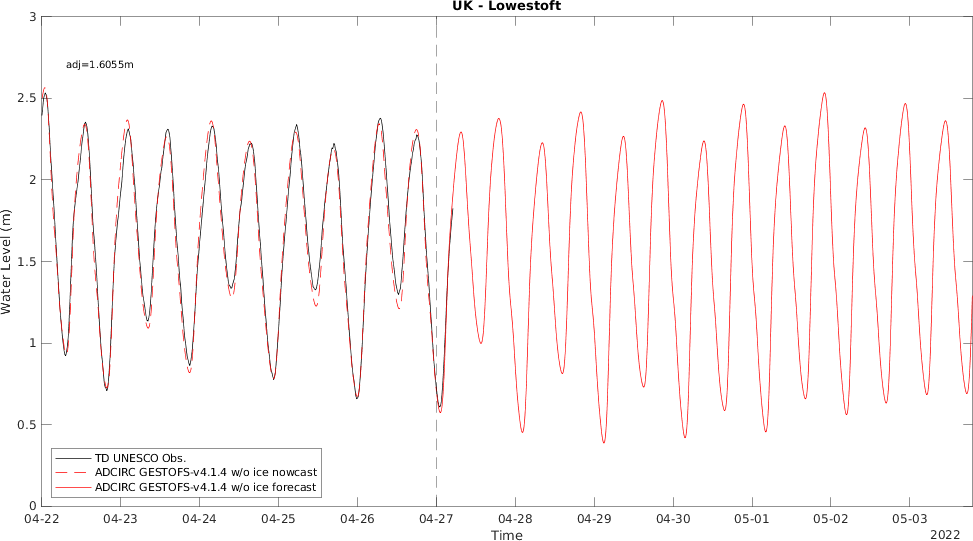 UK - Lowestoft
3
adj=1.6055m
2.5
2
1.5
1
0.5
0
Water Level (m)
TD UNESCO Obs.
ADCIRC GESTOFS-v4.1.4 w/o ice nowcast
ADCIRC GESTOFS-v4.1.4 w/o ice forecast
04-22 04-23 04-24 04-25 04-26 04-27 04-28 04-29 04-30 05-01 05-02 05-03
Time
2022